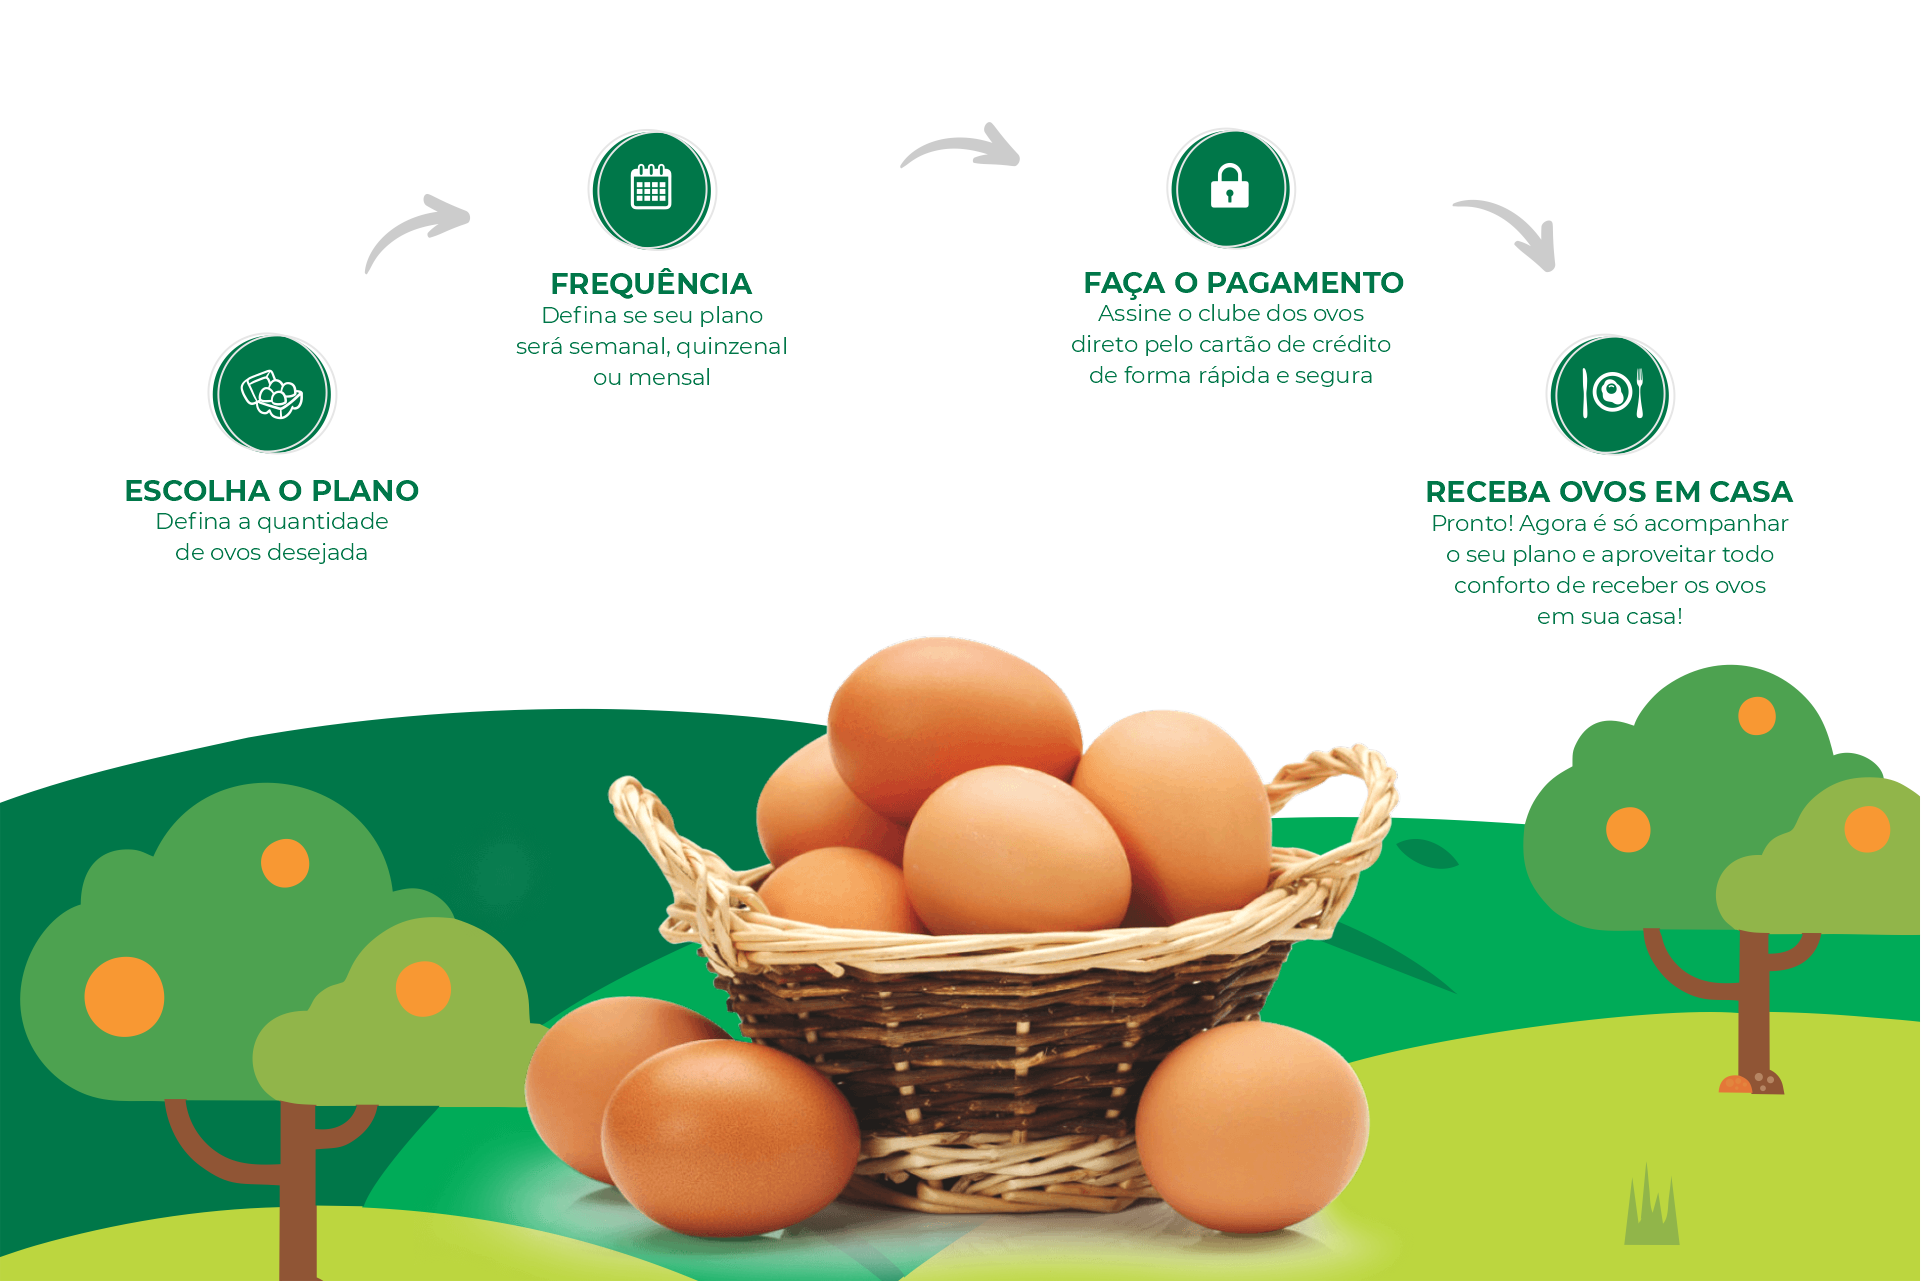 ESCOLHA O PLANO
Defina a quantidade
de ovos desejada
FREQUÊNCIA
Defina se seu plano
será semanal, quinzenal
ou mensal
FAÇA O PAGAMENTO
Assine o clube dos ovos
direto pelo cartão de crédito
de forma rápida e segura
RECEBA OVOS EM CASA
Pronto! Agora é só acompanhar
o seu plano e aproveitar todo
conforto de receber os ovos
em sua casa!